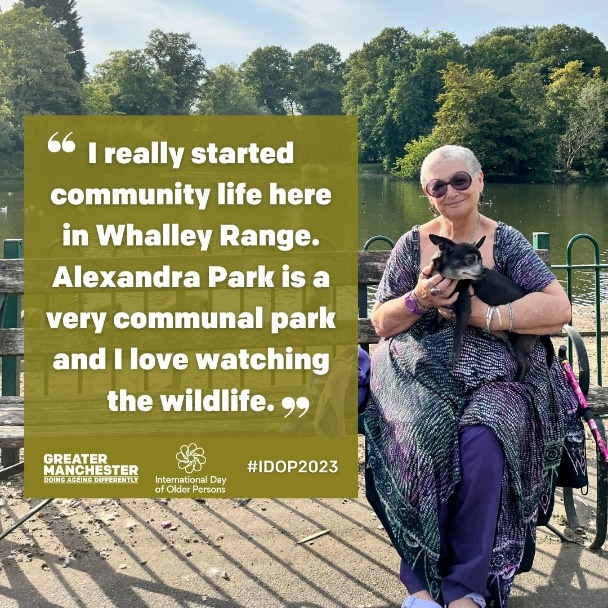 “ I really started
community life here
in Whalley Range.
Alexandra Park is a
very communal park
and I love watching
the wildlife. ”
GREATER
MANCHESTER
DOING AGEING DIFFERENTLY
International Day
of Older Persons
#IDOP2023